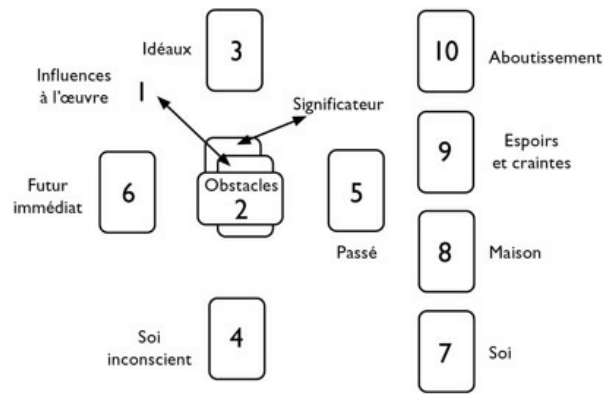 Idéaux
3
10
Aboutissement
Influences
à l'œuvre
1
Significateur
9
Espoirs
et craintes
Futur
immédiat
6
Obstacles
2
5
Passé
8
Maison
Soi
inconscient
4
7
Soi